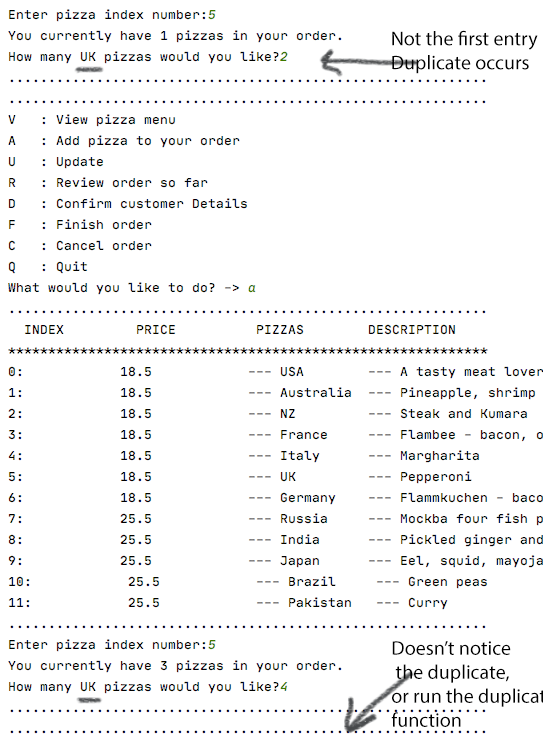 Enter pizza index number:5
You currently have 1 pizzas in your order.
How many UK pizzas would you like?2
Not the first entry
Duplicate occurs
............................................................
............................................................
V   : View pizza menu
A   : Add pizza to your order
U   : Update
R   : Review order so far
D   : Confirm customer Details
F   : Finish order
C   : Cancel order
Q   : Quit
What would you like to do? -> a
............................................................
INDEX PRICE PIZZAS DESCRIPTION
************************************************************
0: 18.5 --- USA --- A tasty meat lover
1: 18.5 --- Australia --- Pineapple, shrimp
2: 18.5 --- NZ --- Steak and Kumara
3: 18.5 --- France --- Flambee - bacon, o
4: 18.5 --- Italy --- Margharita
5: 18.5 --- UK --- Pepperoni
6: 18.5 --- Germany --- Flammkuchen - baco
7: 25.5 --- Russia --- Mockba four fish p
8: 25.5 --- India --- Pickled ginger and
9: 25.5 --- Japan --- Eel, squid, mayoja
10: 25.5 --- Brazil --- Green peas
11: 25.5 --- Pakistan --- Curry
............................................................
Enter pizza index number:5
You currently have 3 pizzas in your order.
How many UK pizzas would you like?4
Doesn't notice
the duplicate,
or run the duplicat
function
............................................................
............................................................